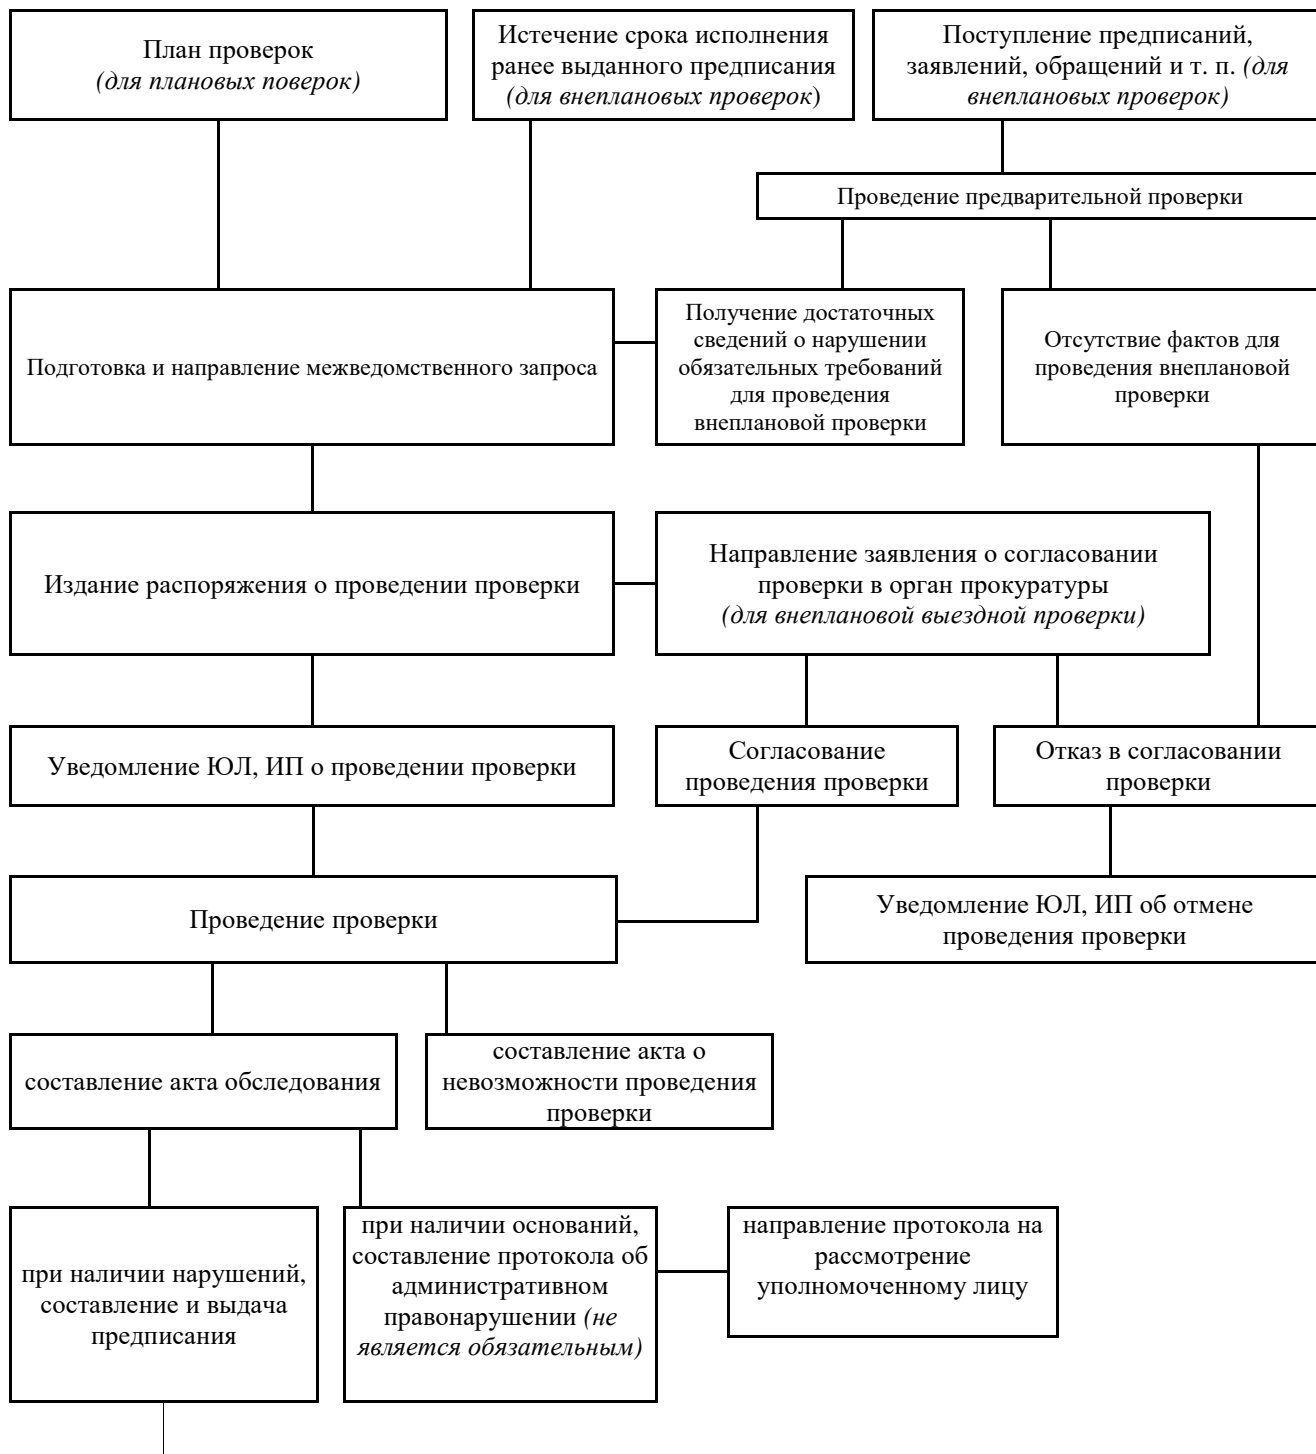 План проверок
(для плановых поверок)
Истечение срока исполнения
ранее выданного предписания
(для внеплановых проверок)
Поступление предписаний,
заявлений, обращений и т. п. (для
внеплановых проверок)
Проведение предварительной проверки
Подготовка и направление межведомственного запроса
Получение достаточных
сведений о нарушении
обязательных требований
для проведения
внеплановой проверки
Отсутствие фактов для
проведения внеплановой
проверки
Издание распоряжения о проведении проверки
Направление заявления о согласовании
проверки в орган прокуратуры
(для внеплановой выездной проверки)
Уведомление ЮЛ, ИП о проведении проверки
Согласование
проведения проверки
Отказ в согласовании
проверки
Проведение проверки
Уведомление ЮЛ, ИП об отмене
проведения проверки
составление акта обследования
составление акта о
невозможности проведения
проверки
при наличии нарушений,
составление и выдача
предписания
при наличии оснований,
составление протокола об
административном
правонарушении (не
является обязательным)
направление протокола на
рассмотрение
уполномоченному лицу